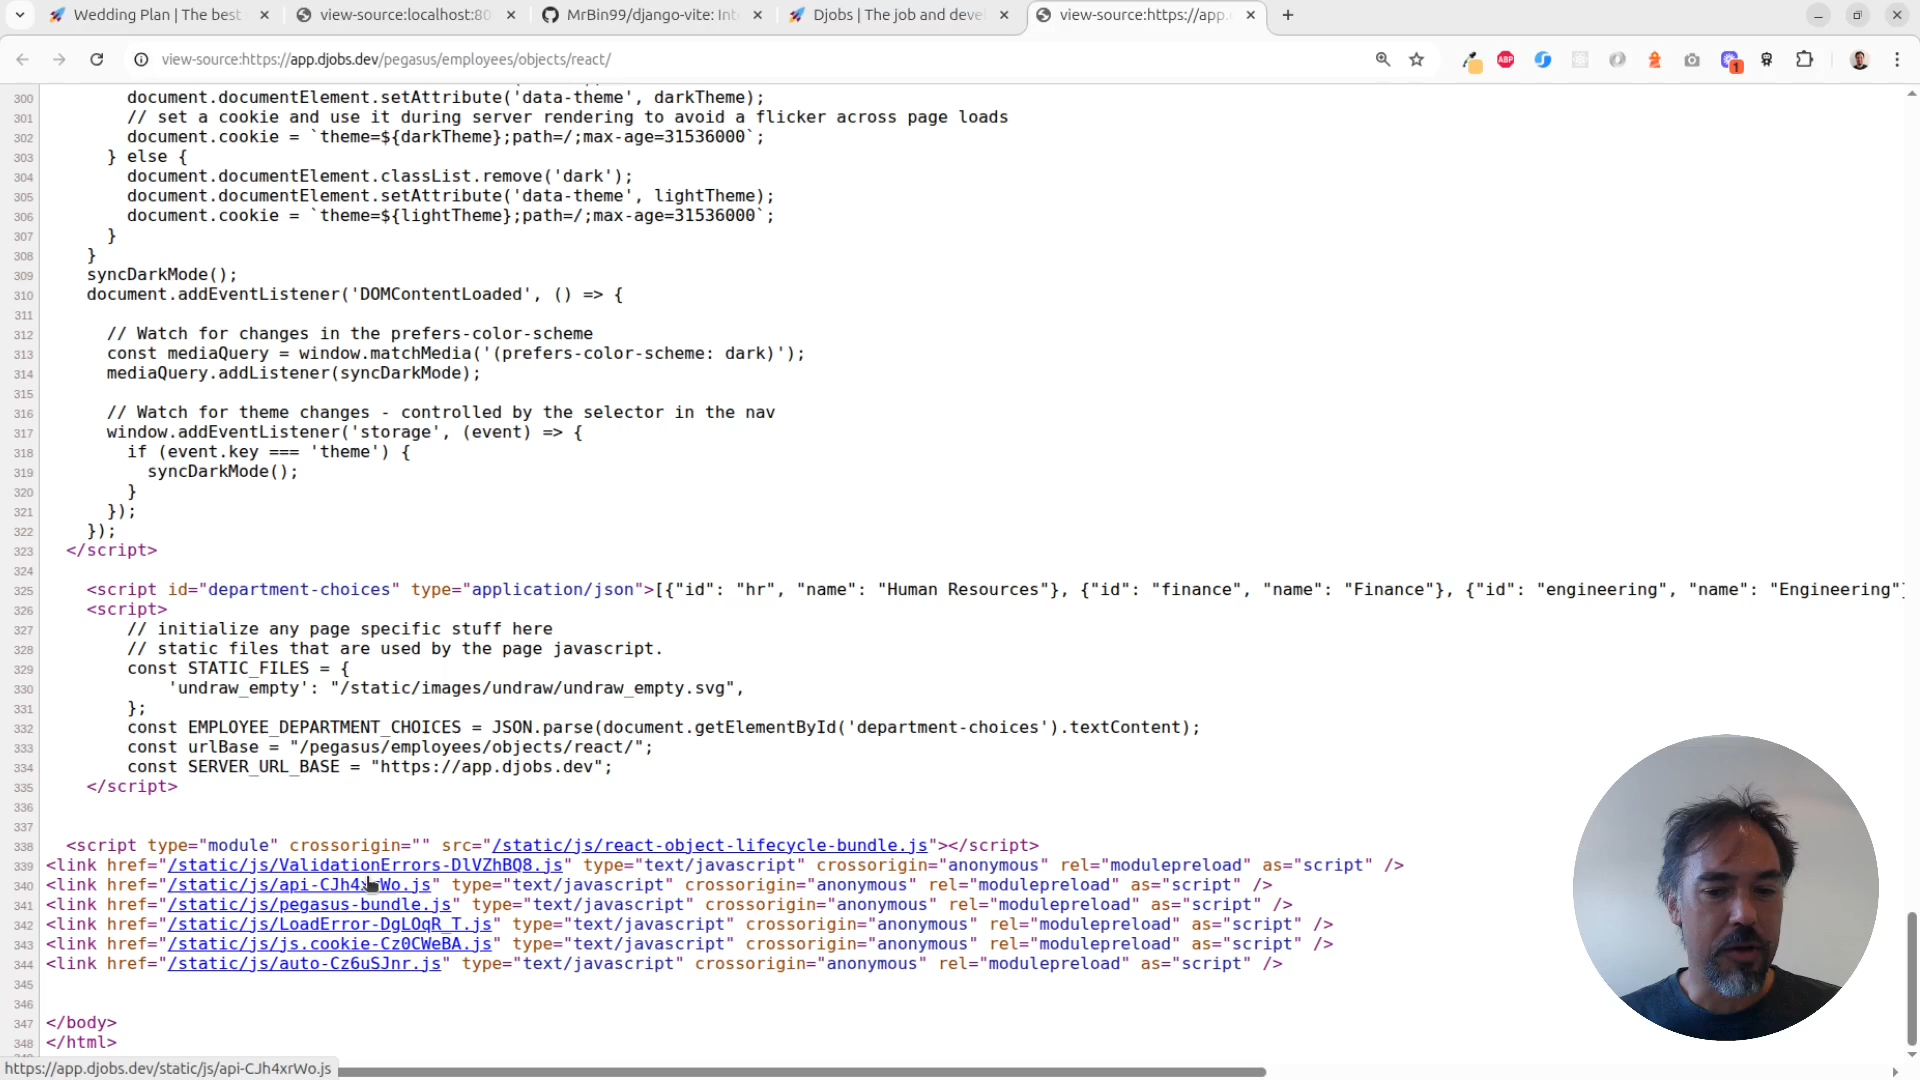 Wedding Plan | The best
view-source:localhost:80
MrBin99/django-vite: Int
Djobs | The job and deve
view-source:https://app.
view-source:https://app.djobs.dev/pegasus/employees/objects/react/
ABP
1
300 document.documentElement.setAttribute('data-theme', darkTheme);
301 // set a cookie and use it during server rendering to avoid a flicker across page loads
302 document.cookie = `theme=${darkTheme};path=/;max-age=31536000`;
303 } else {
304 document.documentElement.classList.remove('dark');
305 document.documentElement.setAttribute('data-theme', lightTheme);
306 document.cookie = `theme=${lightTheme};path=/;max-age=31536000`;
307 }
308 }
309 syncDarkMode();
310 document.addEventListener('DOMContentLoaded', () => {
311
312 // Watch for changes in the prefers-color-scheme
313 const mediaQuery = window.matchMedia('(prefers-color-scheme: dark)');
314 mediaQuery.addListener(syncDarkMode);
315
316 // Watch for theme changes - controlled by the selector in the nav
317 window.addEventListener('storage', (event) => {
318 if (event.key === 'theme') {
319 syncDarkMode();
320 }
321 });
322 });
323 </script>
324
325 <script id="department-choices" type="application/json">[{"id": "hr", "name": "Human Resources"}, {"id": "finance", "name": "Finance"}, {"id": "engineering", "name": "Engineering"
326 <script>
327 // initialize any page specific stuff here
328 // static files that are used by the page javascript.
329 const STATIC_FILES = {
330 'undraw_empty': "/static/images/undraw/undraw_empty.svg",
331 };
332 const EMPLOYEE_DEPARTMENT_CHOICES = JSON.parse(document.getElementById('department-choices').textContent);
333 const urlBase = "/pegasus/employees/objects/react/";
334 const SERVER_URL_BASE = "https://app.djobs.dev";
335 </script>
336
337
338 <script type="module" crossorigin="" src="/static/js/react-object-lifecycle-bundle.js"></script>
339 <link href="/static/js/ValidationErrors-DlVZhBQ8.js" type="text/javascript" crossorigin="anonymous" rel="modulepreload" as="script" />
340 <link href="/static/js/api-CJh4xrWo.js" type="text/javascript" crossorigin="anonymous" rel="modulepreload" as="script" />
341 <link href="/static/js/pegasus-bundle.js" type="text/javascript" crossorigin="anonymous" rel="modulepreload" as="script" />
342 <link href="/static/js/LoadError-DgLOqR_T.js" type="text/javascript" crossorigin="anonymous" rel="modulepreload" as="script" />
343 <link href="/static/js/js.cookie-Cz0CWeBA.js" type="text/javascript" crossorigin="anonymous" rel="modulepreload" as="script" />
344 <link href="/static/js/auto-Cz6uSJnr.js" type="text/javascript" crossorigin="anonymous" rel="modulepreload" as="script" />
345
346
347 </body>
348 </html>
https://app.djobs.dev/static/js/api-CJh4xrWo.js